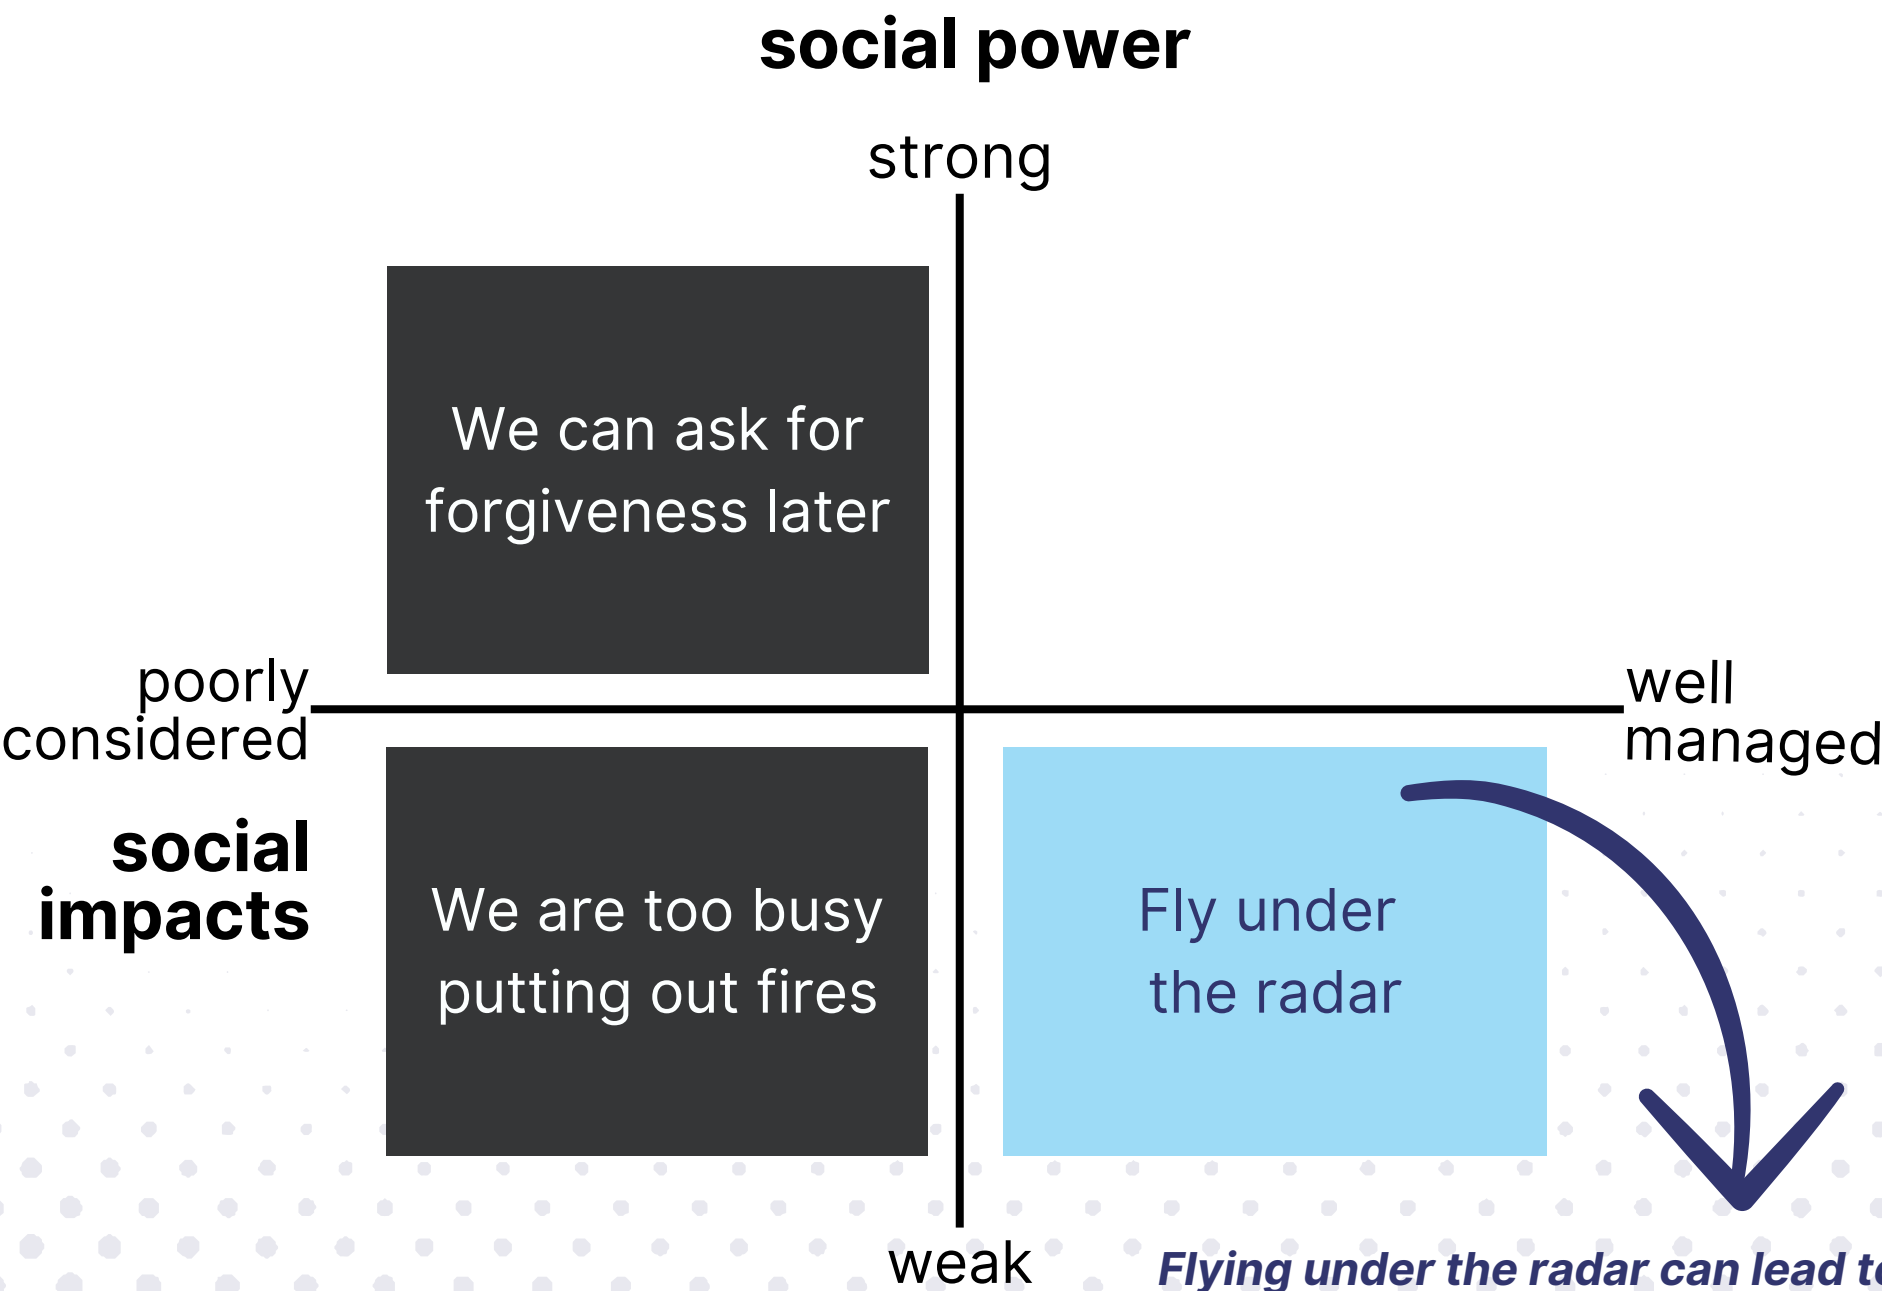 social power
strong
We can ask for
forgiveness later
poorly
considered
well
managed
social
impacts
We are too busy
putting out fires
Fly under
the radar
weak
Flying under the radar can lead to